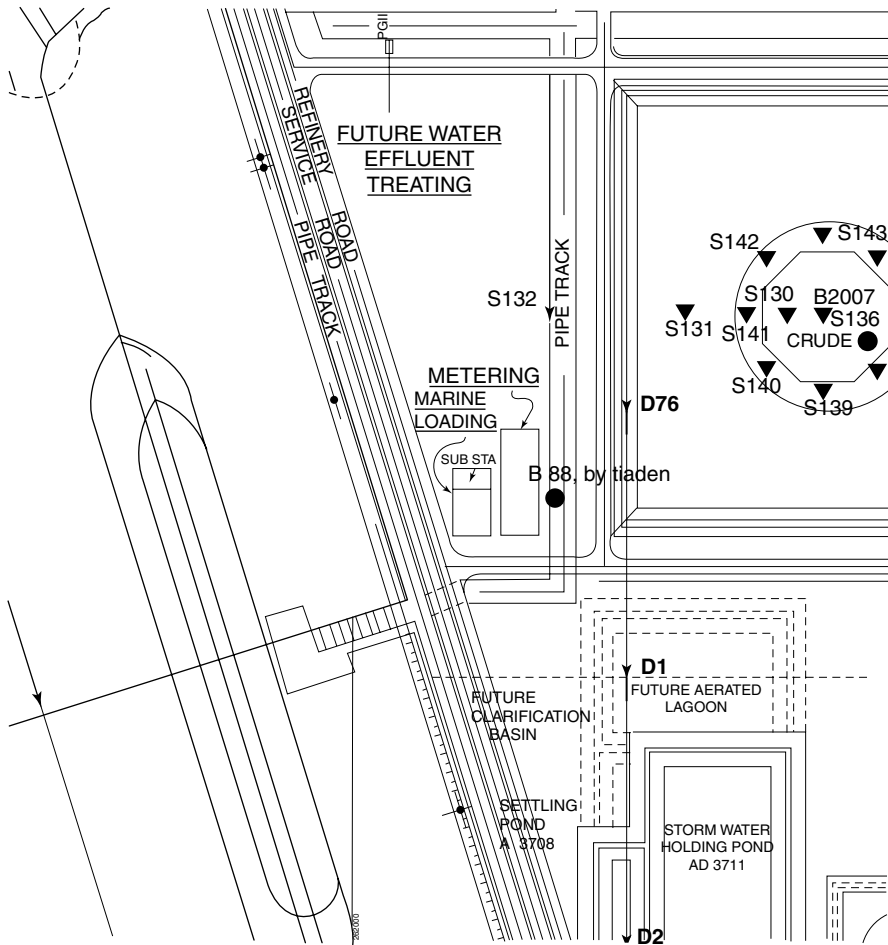 PGII
FUTURE WATER
EFFLUENT
TREATING
REFINERY ROAD
SERVICE ROAD
PIPE TRACK
S142
S143
S132
PIPE TRACK
S130
B2007
S131
S141
S136
CRUDE
METERING
MARINE
LOADING
S140
S139
D76
SUB STA
B 88, by tiaden
D1
FUTURE
CLARIFICATION
BASIN
FUTURE AERATED
LAGOON
SETTLING
POND
A 3708
STORM WATER
HOLDING POND
AD 3711
D2